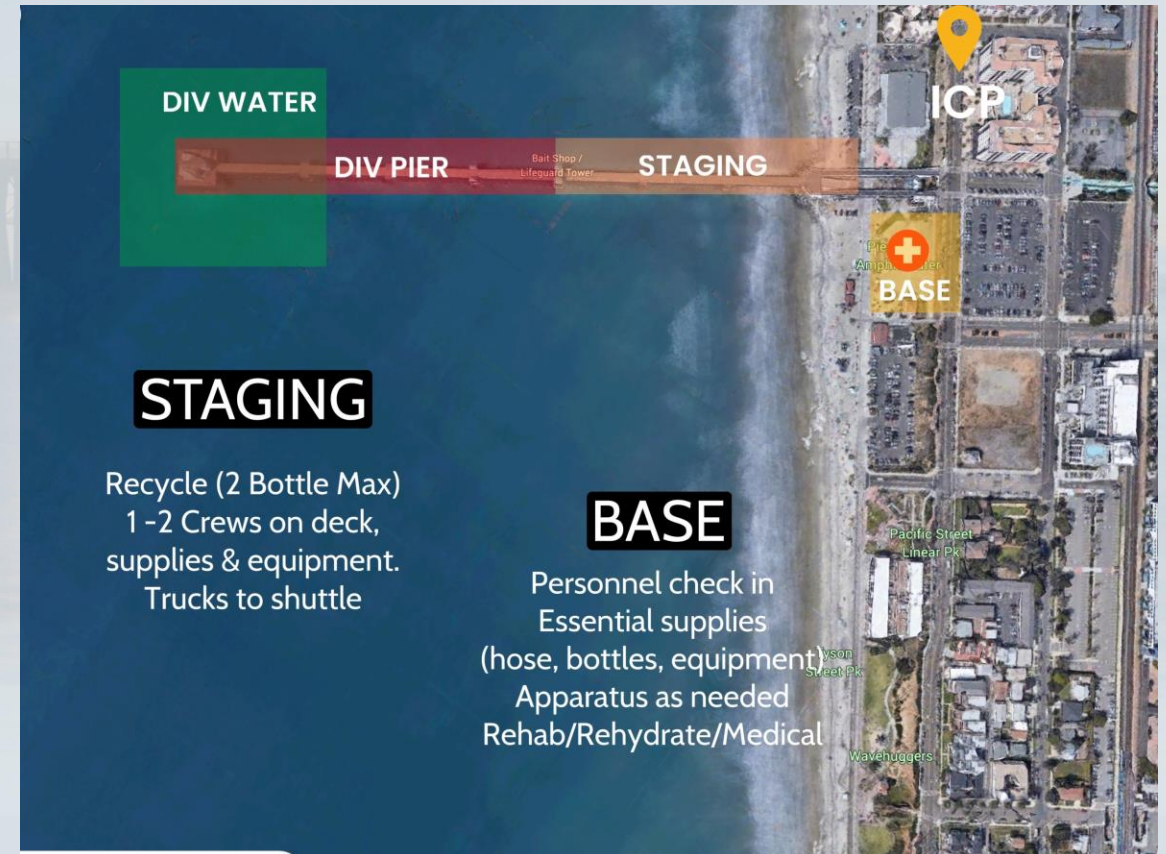 DIV WATER
ICP
DIV PIER
Bait Shop /
Lifeguard Tower
STAGING
BASE
STAGING
Recycle (2 Bottle Max)
1 -2 Crews on deck,
supplies & equipment.
Trucks to shuttle
BASE
Personnel check in
Essential supplies
(hose, bottles, equipment)
Apparatus as needed
Rehab/Rehydrate/Medical
Pacific Street
Linear Pk
Street Pk
Wavehuggers